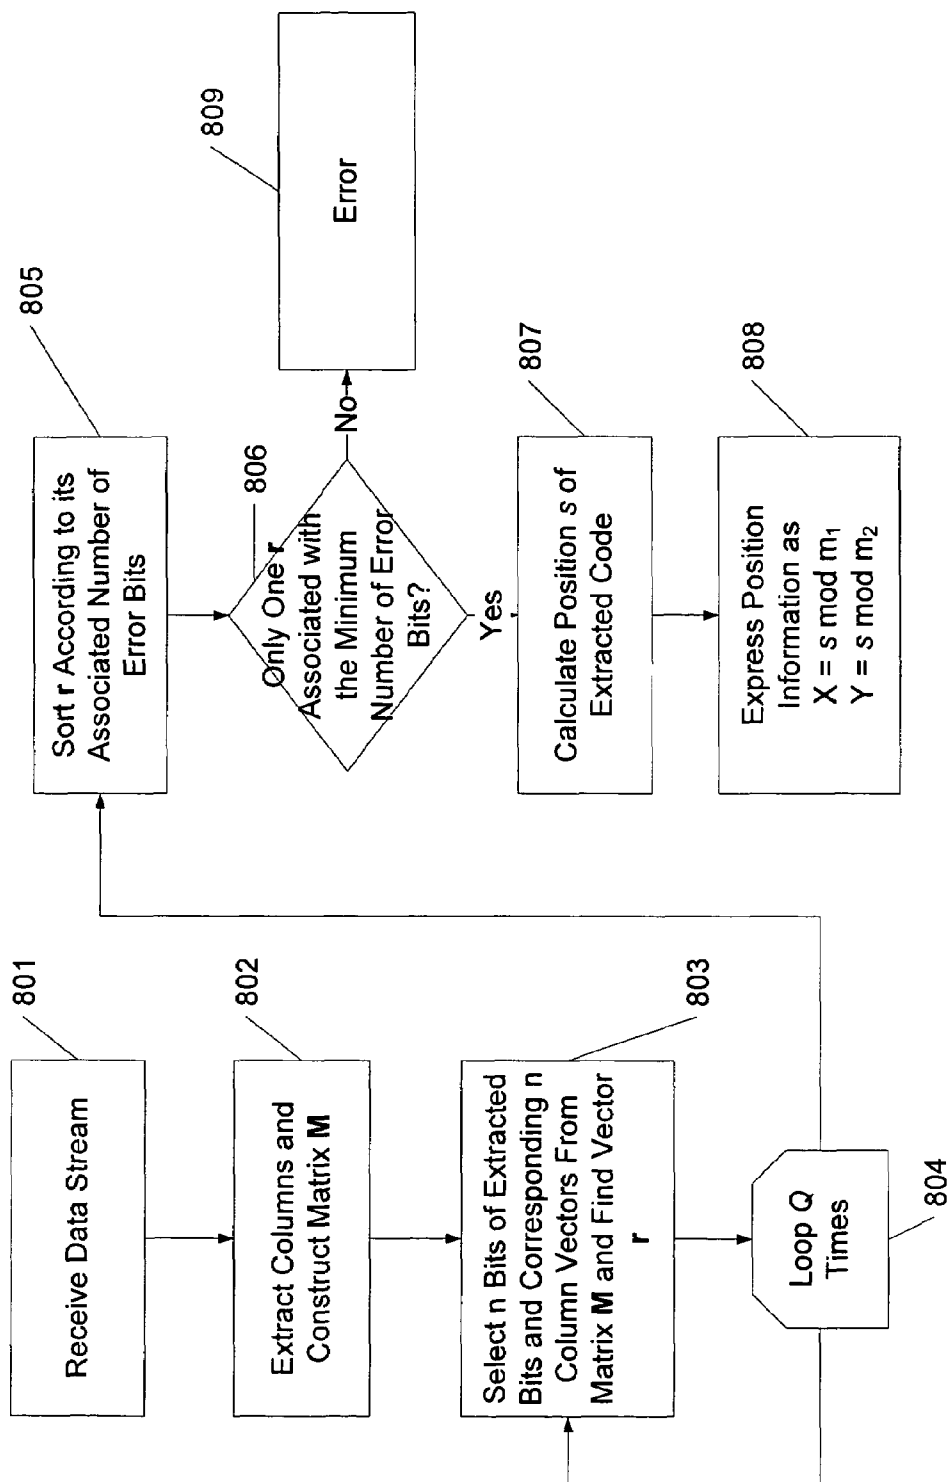 801
Receive Data Stream
802
Extract Columns and
Construct Matrix M
803
Select n Bits of Extracted
Bits and Corresponding n
Column Vectors From
Matrix M and Find Vector
r
Loop Q
Times
804
805
Sort r According to its
Associated Number of
Error Bits
806
Only One r
Associated with
the Minimum
Number of Error
Bits?
No
Yes
809
Error
807
Calculate Position s of
Extracted Code
808
Express Position
Information as
X = s mod m₁
Y = s mod m₂